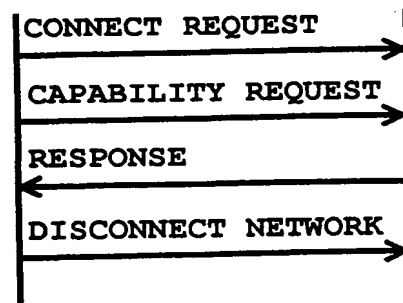 CONNECT REQUEST
CAPABILITY REQUEST
RESPONSE
DISCONNECT NETWORK